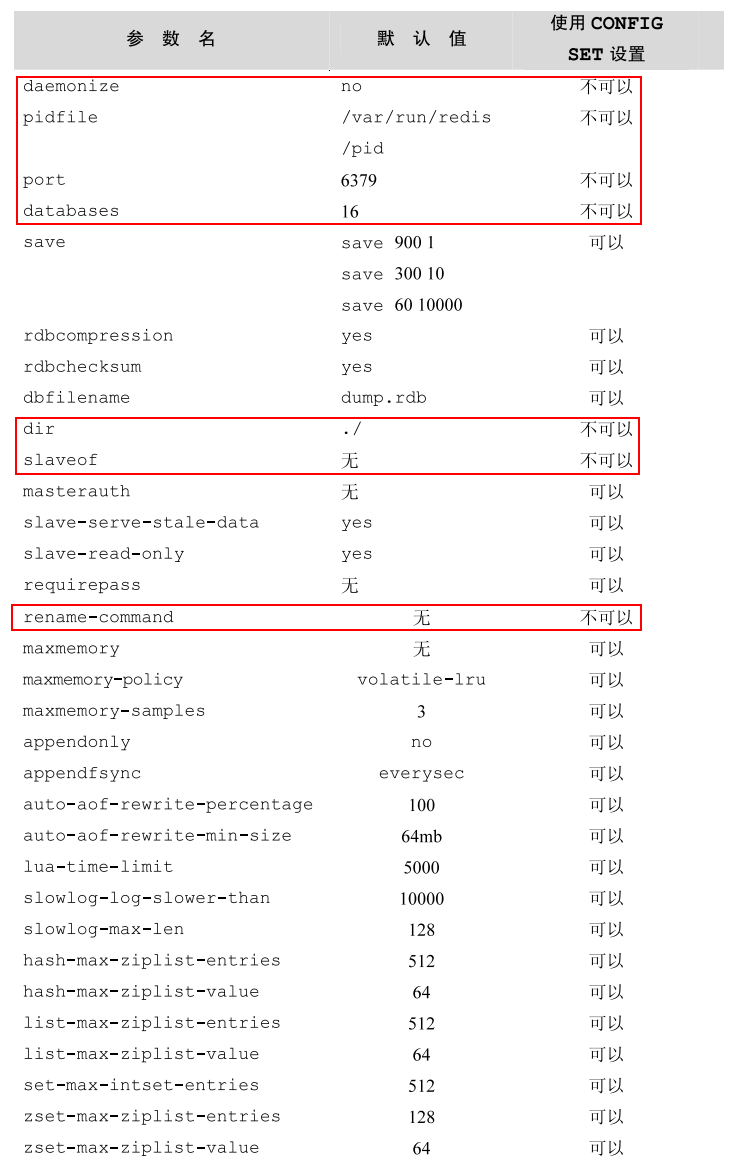 参 数 名 默 认 值 使用 CONFIG SET 设置
daemonize no 不可以
pidfile /var/run/redis 不可以
/pid
port 6379 不可以
databases 16 不可以
save save 900 1 可以
save 300 10
save 60 10000
rdbcompression yes 可以
rdbchecksum yes 可以
dbfilename dump.rdb 可以
dir ./ 不可以
slaveof 无 不可以
masterauth 无 可以
slave-serve-stale-data yes 可以
slave-read-only yes 可以
requirepass 无 可以
rename-command 无 不可以
maxmemory 无 可以
maxmemory-policy volatile-lru 可以
maxmemory-samples 3 可以
appendonly no 可以
appendfsync everysec 可以
auto-aof-rewrite-percentage 100 可以
auto-aof-rewrite-min-size 64mb 可以
lua-time-limit 5000 可以
slowlog-log-slower-than 10000 可以
slowlog-max-len 128 可以
hash-max-ziplist-entries 512 可以
hash-max-ziplist-value 64 可以
list-max-ziplist-entries 512 可以
list-max-ziplist-value 64 可以
set-max-intset-entries 512 可以
zset-max-ziplist-entries 128 可以
zset-max-ziplist-value 64 可以